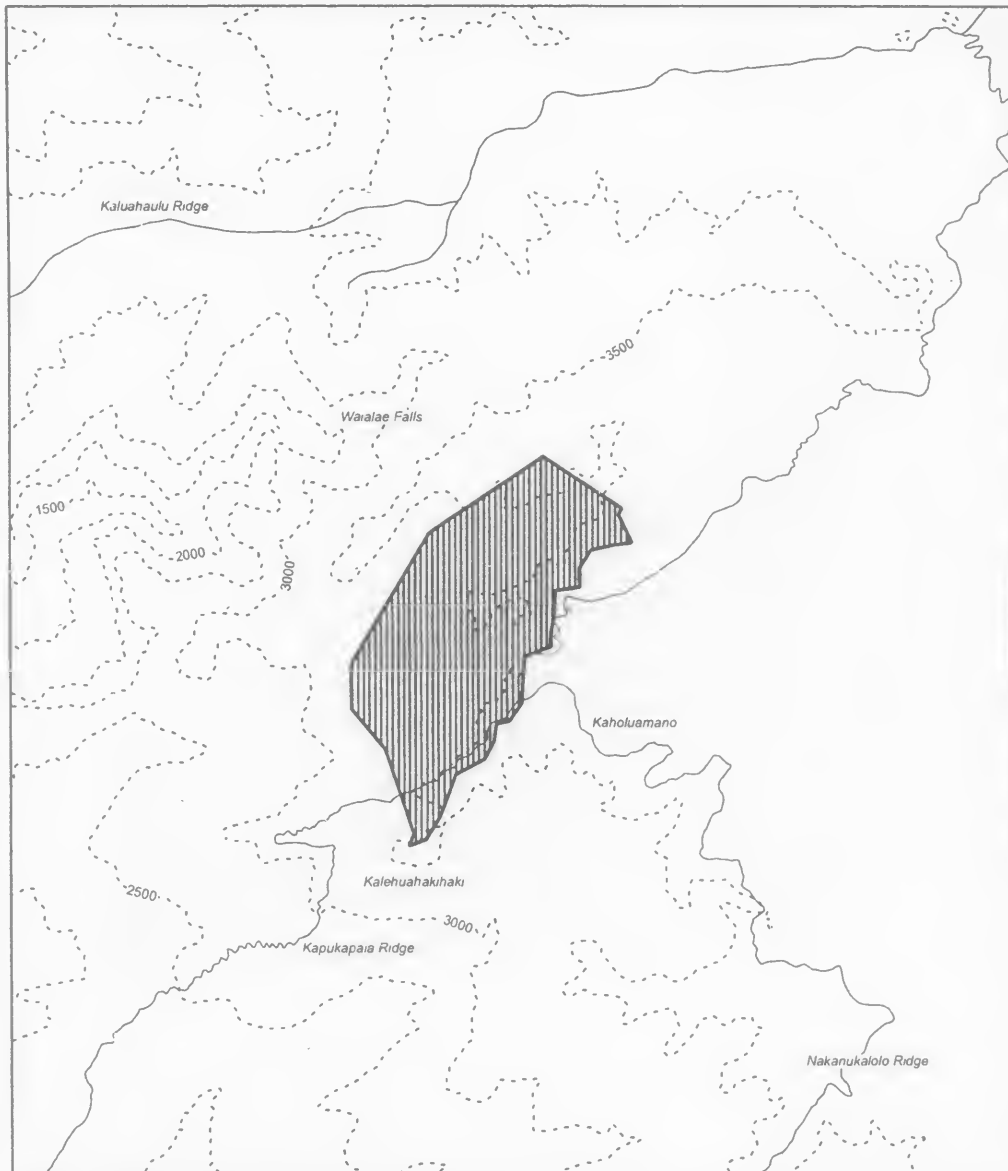 Kaluahaulu Ridge
3500
Waialae Falls
1500
2000
3000
Kaholuamano
Kalehuahakihaki
2500
3000
Kapukapaia Ridge
Nakanukalolo Ridge